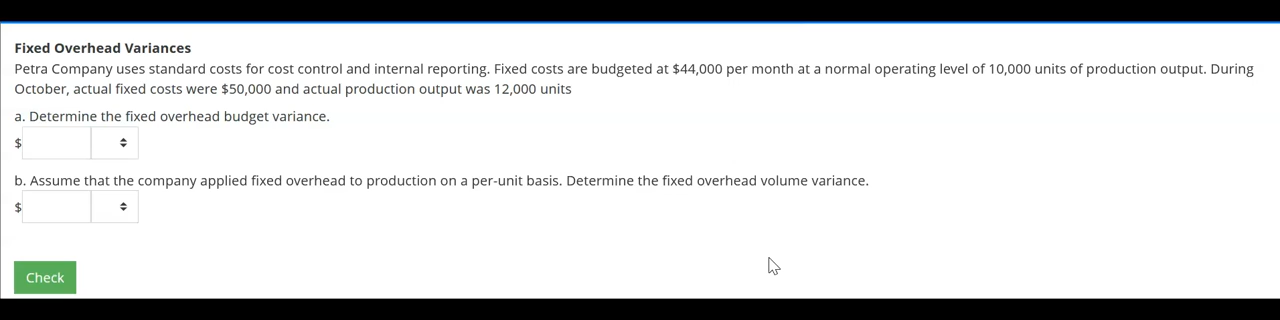 Fixed Overhead Variances
Petra Company uses standard costs for cost control and internal reporting. Fixed costs are budgeted at $44,000 per month at a normal operating level of 10,000 units of production output. During
October, actual fixed costs were $50,000 and actual production output was 12,000 units
a. Determine the fixed overhead budget variance.
$
b. Assume that the company applied fixed overhead to production on a per-unit basis. Determine the fixed overhead volume variance.
$
Check